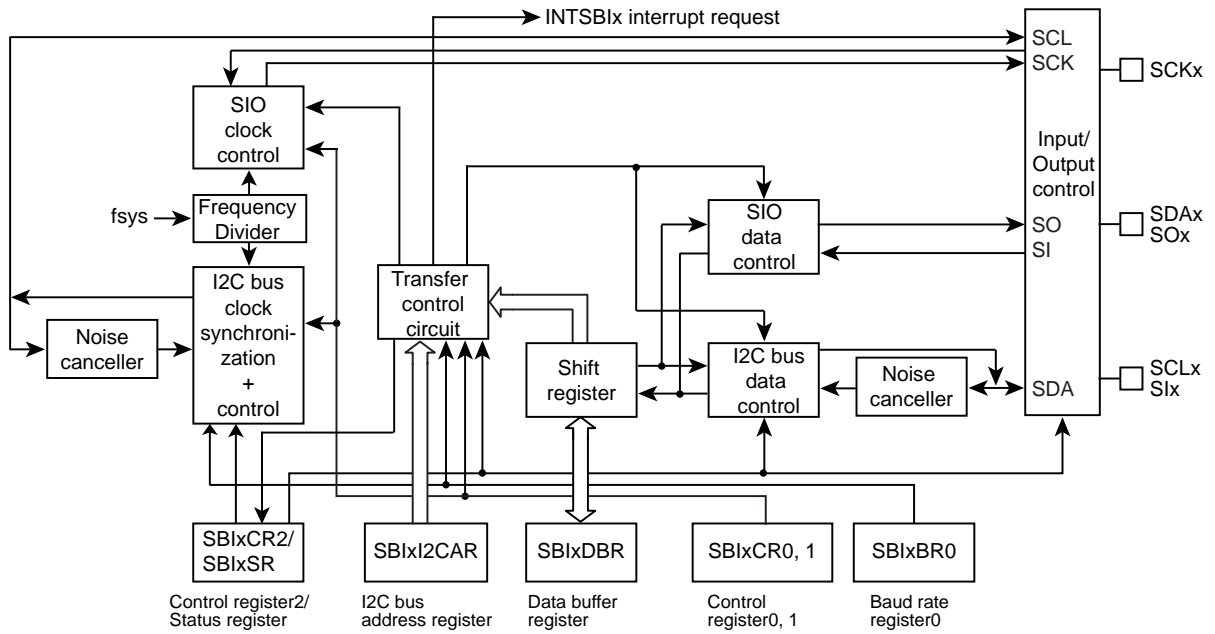 INTSBIx interrupt request
SCL
SCK
SCKx
SIO
clock
control
Input/
Output
control
fsys
Frequency
Divider
SIO
data
control
SO
SI
SDAx
SOx
I2C bus
clock
synchroni-
zation
+
control
Transfer
control
circuit
Noise
canceller
Shift
register
I2C bus
data
control
Noise
canceller
SDA
SCLx
SIx
SBIxCR2/
SBIxSR
SBIxI2CAR
SBIxDBR
SBIxCR0, 1
SBIxBR0
Control register2/
Status register
I2C bus
address register
Data buffer
register
Control
register0, 1
Baud rate
register0